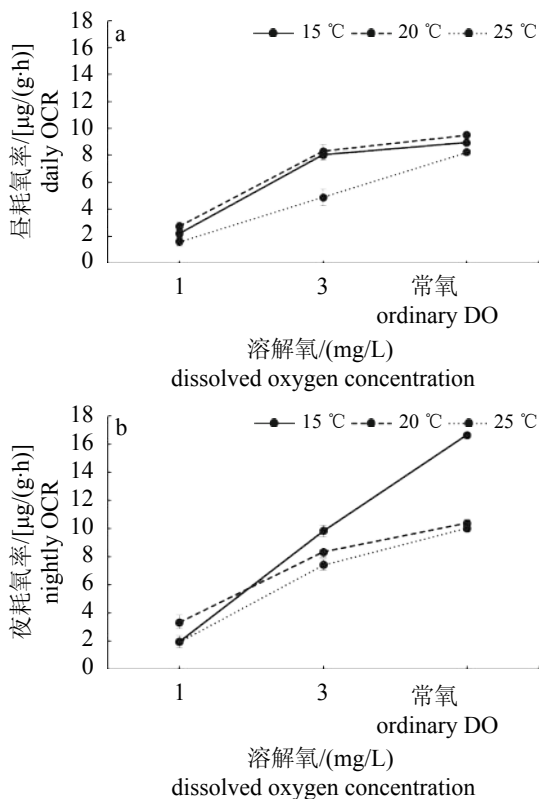 a
15 ℃ 20 ℃ 25 ℃
昼耗氧率/[μg/(g·h)]
daily OCR
18
16
14
12
10
8
6
4
2
0
1 3 常氧
ordinary DO
溶解氧/(mg/L)
dissolved oxygen concentration
b
15 ℃ 20 ℃ 25 ℃
夜耗氧率/[μg/(g·h)]
nightly OCR
18
16
14
12
10
8
6
4
2
0
1 3 常氧
ordinary DO
溶解氧/(mg/L)
dissolved oxygen concentration